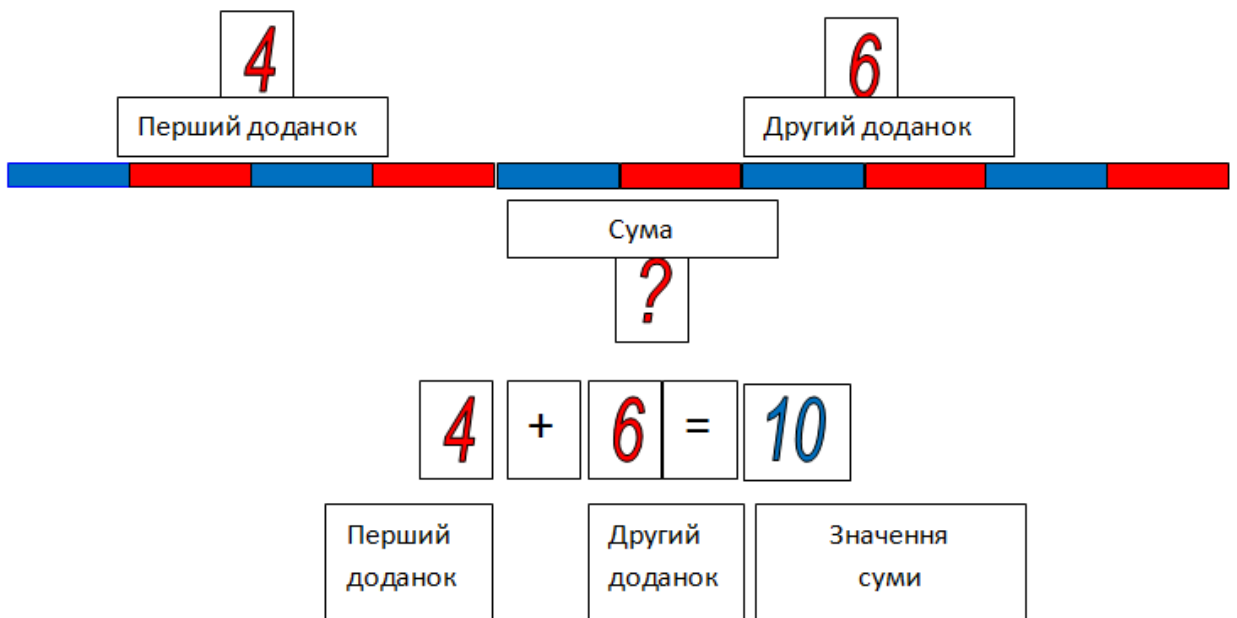 4 6
Перший доданок Другий доданок
Сума
?
4 + 6 = 10
Перший Другий Значення
доданок доданок суми